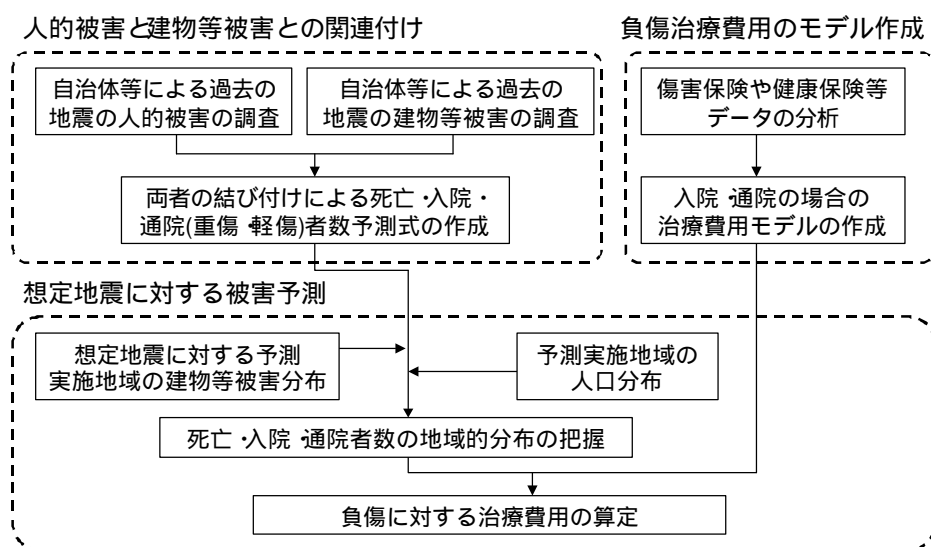 人的被害と建物等被害との関連付け
自治体等による過去の
地震の人的被害の調査
自治体等による過去の
地震の建物等被害の調査
両者の結び付けによる死亡・入院・
通院(重傷・軽傷)者数予測式の作成
負傷治療費用のモデル作成
傷害保険や健康保険等
データの分析
入院・通院の場合の
治療費用モデルの作成
想定地震に対する被害予測
想定地震に対する予測
実施地域の建物等被害分布
予測実施地域の
人口分布
死亡・入院・通院者数の地域的分布の把握
負傷に対する治療費用の算定